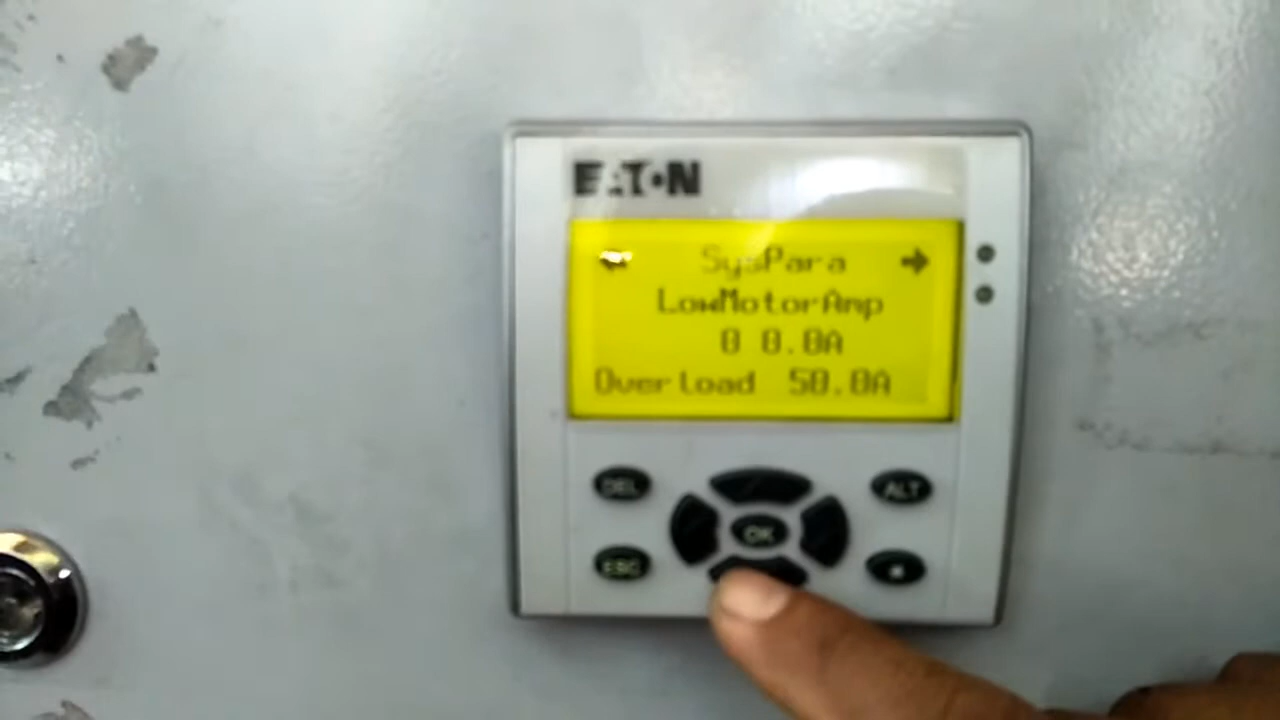 EATON
← SysPara →
LowMotorAmp
0 0.0A
Overload 50.0A
DEL
ALT
OK
ESC
*